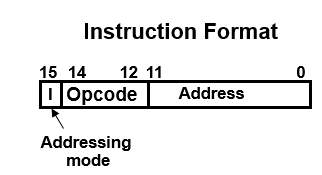 Instruction Format
15 14 12 11 0
I Opcode Address
Addressing
mode